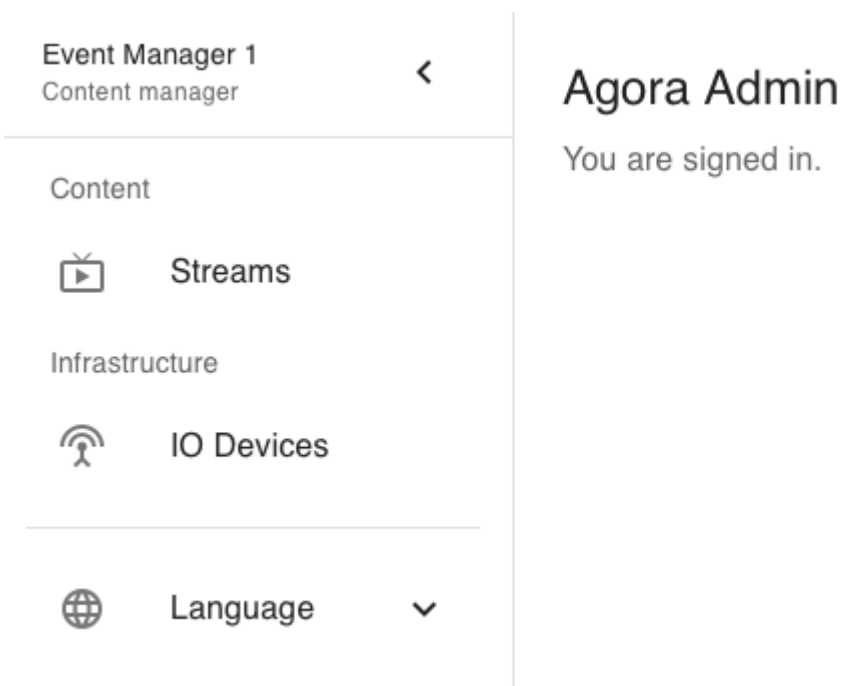 Event Manager 1
Content manager
Content
Streams
Infrastructure
IO Devices
Language
Agora Admin
You are signed in.